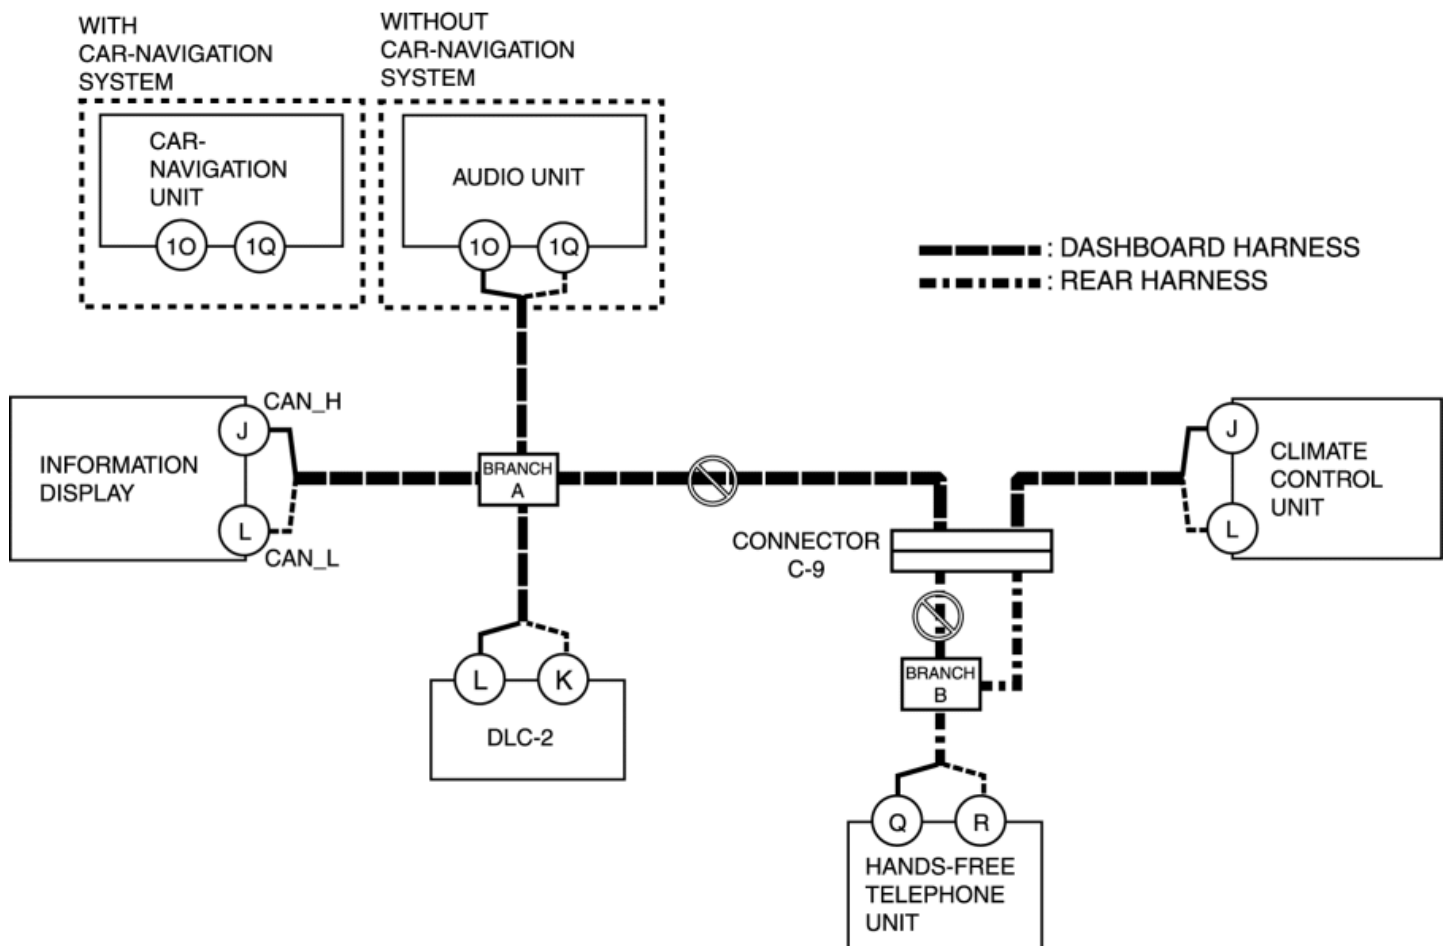 WITH
CAR-NAVIGATION
SYSTEM
WITHOUT
CAR-NAVIGATION
SYSTEM
CAR-
NAVIGATION
UNIT
1O
1Q
AUDIO UNIT
1O
1Q
: DASHBOARD HARNESS
: REAR HARNESS
INFORMATION
DISPLAY
J
CAN_H
L
CAN_L
BRANCH
A
CONNECTOR
C-9
J
L
CLIMATE
CONTROL
UNIT
L
K
DLC-2
BRANCH
B
Q
R
HANDS-FREE
TELEPHONE
UNIT